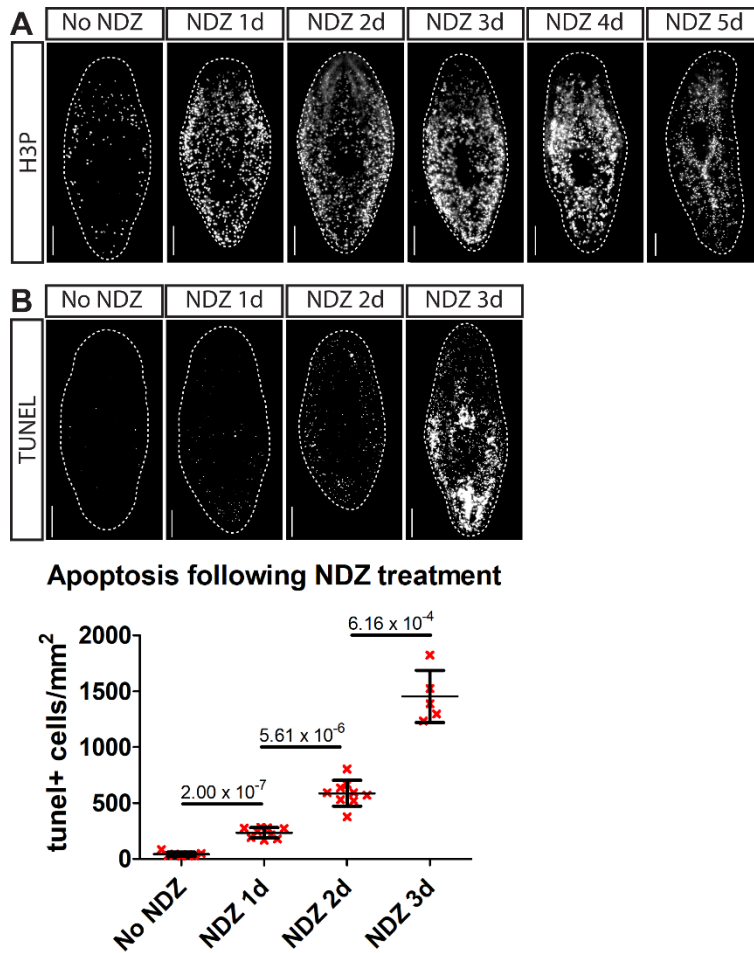 A
No NDZ NDZ 1d NDZ 2d NDZ 3d NDZ 4d NDZ 5d
H3P
B
No NDZ NDZ 1d NDZ 2d NDZ 3d
TUNEL
Apoptosis following NDZ treatment
tunel+ cells/mm²
2000
1500
1000
500
0
6.16 x 10⁻⁴
5.61 x 10⁻⁶
2.00 x 10⁻⁷
No NDZ NDZ 1d NDZ 2d NDZ 3d